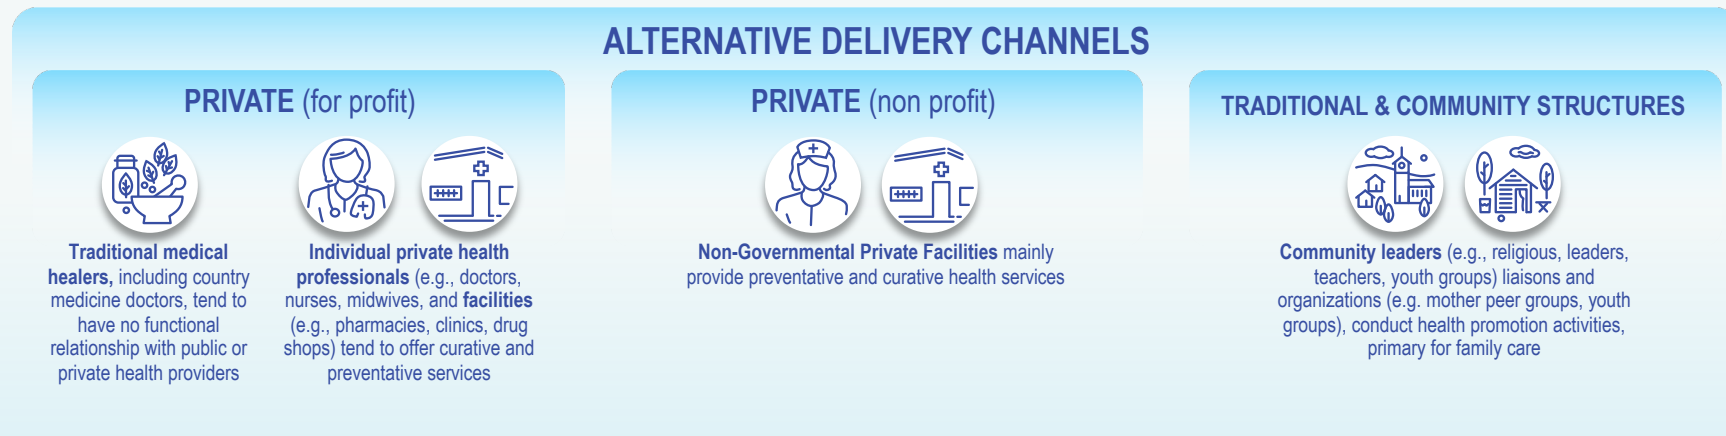 ALTERNATIVE DELIVERY CHANNELS
PRIVATE (for profit)
Traditional medical
healers, including country
medicine doctors, tend to
have no functional
relationship with public or
private health providers
Individual private health
professionals (e.g., doctors,
nurses, midwives, and facilities
(e.g., pharmacies, clinics, drug
shops) tend to offer curative and
preventative services
PRIVATE (non profit)
Non-Governmental Private Facilities mainly
provide preventative and curative health services
TRADITIONAL & COMMUNITY STRUCTURES
Community leaders (e.g., religious, leaders,
teachers, youth groups) liaisons and
organizations (e.g. mother peer groups, youth
groups), conduct health promotion activities,
primary for family care